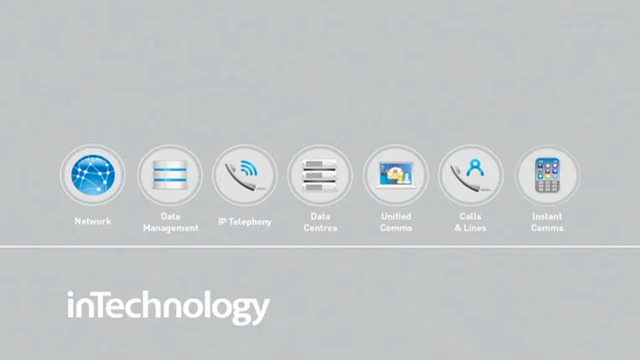 Network
Data
Management
IP Telephony
Data
Centres
Unified
Comms
Calls
& Lines
Instant
Comms
inTechnology